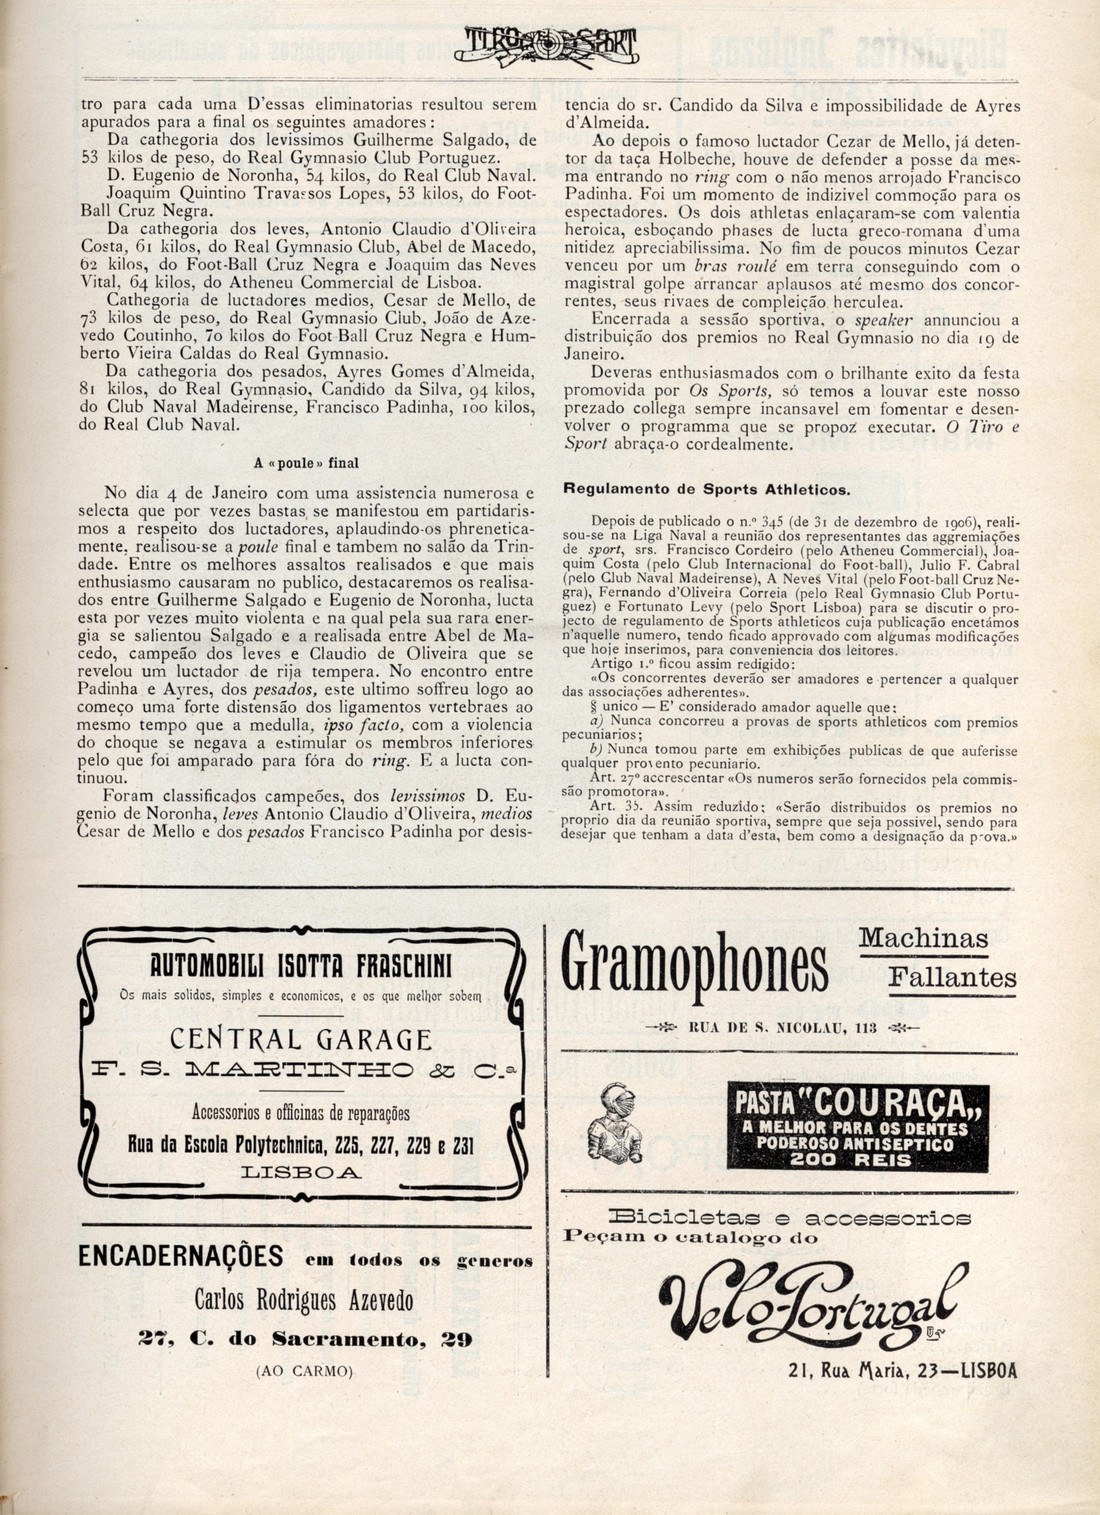 TIRO E SPORT
tro para cada uma D'essas eliminatorias resultou serem
apurados para a final os seguintes amadores:
Da cathegoria dos levissimos Guilherme Salgado, de
53 kilos de peso, do Real Gymnasio Club Portuguez.
D. Eugenio de Noronha, 54 kilos, do Real Club Naval.
Joaquim Quintino Travassos Lopes, 53 kilos, do Foot-
Ball Cruz Negra.
Da cathegoria dos leves, Antonio Claudio d'Oliveira
Costa, 61 kilos, do Real Gymnasio Club, Abel de Macedo,
62 kilos, do Foot-Ball Cruz Negra e Joaquim das Neves
Vital, 64 kilos, do Atheneu Commercial de Lisboa.
Cathegoria de luctadores medios, Cesar de Mello, de
73 kilos de peso, do Real Gymnasio Club, João de Aze-
vedo Coutinho, 70 kilos do Foot Ball Cruz Negra e Hum-
berto Vieira Caldas do Real Gymnasio.
Da cathegoria dos pesados, Ayres Gomes d'Almeida,
81 kilos, do Real Gymnasio, Candido da Silva, 94 kilos,
do Club Naval Madeirense, Francisco Padinha, 100 kilos,
do Real Club Naval.
A «poule» final
No dia 4 de Janeiro com uma assistencia numerosa e
selecta que por vezes bastas se manifestou em partidaris-
mos a respeito dos luctadores, aplaudindo-os phrenetica-
mente, realisou-se a poule final e tambem no salão da Trin-
dade. Entre os melhores assaltos realisados e que mais
enthusiasmo causaram no publico, destacaremos os realisa-
dos entre Guilherme Salgado e Eugenio de Noronha, lucta
esta por vezes muito violenta e na qual pela sua rara ener-
gia se salientou Salgado e a realisada entre Abel de Ma-
cedo, campeão dos leves e Claudio de Oliveira que se
revelou um luctador de rija tempera. No encontro entre
Padinha e Ayres, dos pesados, este ultimo soffreu logo ao
começo uma forte distensão dos ligamentos vertebraes ao
mesmo tempo que a medulla, ipso facto, com a violencia
do choque se negava a estimular os membros inferiores
pelo que foi amparado para fóra do ring. E a lucta con-
tinuou.
Foram classificados campeões, dos levissimos D. Eu-
genio de Noronha, leves Antonio Claudio d'Oliveira, medios
Cesar de Mello e dos pesados Francisco Padinha por desis-
tencia do sr. Candido da Silva e impossibilidade de Ayres
d'Almeida.
Ao depois o famoso luctador Cezar de Mello, já deten-
tor da taça Holbeche, houve de defender a posse da mes-
ma entrando no ring com o não menos arrojado Francisco
Padinha. Foi um momento de indizivel commoção para os
espectadores. Os dois athletas enlaçaram-se com valentia
heroica, esboçando phases de lucta greco-romana d'uma
nitidez apreciabilissima. No fim de poucos minutos Cezar
venceu por um bras roulé em terra conseguindo com o
magistral golpe arrancar aplausos até mesmo dos concor-
rentes, seus rivaes de compleição herculea.
Encerrada a sessão sportiva, o speaker annunciou a
distribuição dos premios no Real Gymnasio no dia 19 de
Janeiro.
Deveras enthusiasmados com o brilhante exito da festa
promovida por Os Sports, só temos a louvar este nosso
prezado collega sempre incansavel em fomentar e desen-
volver o programma que se propoz executar. O Tiro e
Sport abraça-o cordealmente.
Regulamento de Sports Athleticos.
Depois de publicado o n.º 345 (de 31 de dezembro de 1906), reali-
sou-se na Liga Naval a reunião dos representantes das aggremiações
de sport, srs. Francisco Cordeiro (pelo Atheneu Commercial), Joa-
quim Costa (pelo Club Internacional do Foot-ball), Julio F. Cabral
(pelo Club Naval Madeirense), A Neves Vital (pelo Foot-ball Cruz Ne-
gra), Fernando d'Oliveira Correia (pelo Real Gymnasio Club Portu-
guez) e Fortunato Levy (pelo Sport Lisboa) para se discutir o pro-
jecto de regulamento de Sports athleticos cuja publicação encetámos
n'aquelle numero, tendo ficado approvado com algumas modificações
que hoje inserimos, para conveniencia dos leitores.
Artigo 1.º ficou assim redigido:
«Os concorrentes deverão ser amadores e pertencer a qualquer
das associações adherentes».
§ unico — E' considerado amador aquelle que:
a) Nunca concorreu a provas de sports athleticos com premios
pecuniarios;
b) Nunca tomou parte em exhibições publicas de que auferisse
qualquer provento pecuniario.
Art. 27º accrescentar «Os numeros serão fornecidos pela commis-
são promotora».
Art. 35. Assim reduzido: «Serão distribuidos os premios no
proprio dia da reunião sportiva, sempre que seja possivel, sendo para
desejar que tenham a data d'esta, bem como a designação da prova.»
AUTOMOBILI ISOTTA FRASCHINI
Os mais solidos, simples e economicos, e os que melhor sobem
CENTRAL GARAGE
F. S. MARTINHO & C.ª
Accessorios e officinas de reparações
Rua da Escola Polytechnica, 225, 227, 229 e 231
LISBOA
ENCADERNAÇÕES em todos os generos
Carlos Rodrigues Azevedo
27, C. do Sacramento, 29
(AO CARMO)
Gramophones Machinas
Fallantes
RUA DE S. NICOLAU, 113
PASTA "COURAÇA„
A MELHOR PARA OS DENTES
PODEROSO ANTISEPTICO
200 REIS
Bicicletas e accessorios
Peçam o catalogo do
Velo-Portugal
21, Rua Maria, 23—LISBOA